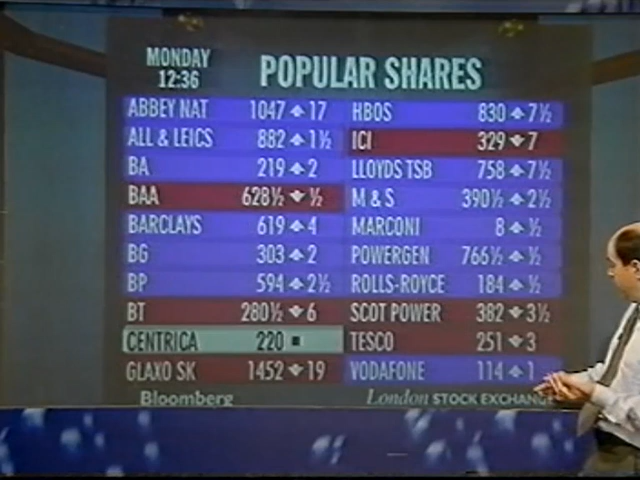 MONDAY
12:36
POPULAR SHARES
ABBEY NAT 1047 17
ALL & LEICS 882 1½
BA 219 2
BAA 628½ ½
BARCLAYS 619 4
BG 303 2
BP 594 2½
BT 280½ 6
CENTRICA 220
GLAXO SK 1452 19
HBOS 830 7½
ICI 329 7
LLOYDS TSB 758 7½
M & S 390½ 2½
MARCONI 8 ½
POWERGEN 766½ ½
ROLLS-ROYCE 184 ½
SCOT POWER 382 3½
TESCO 251 3
VODAFONE 114 1
Bloomberg
London STOCK EXCHANGE